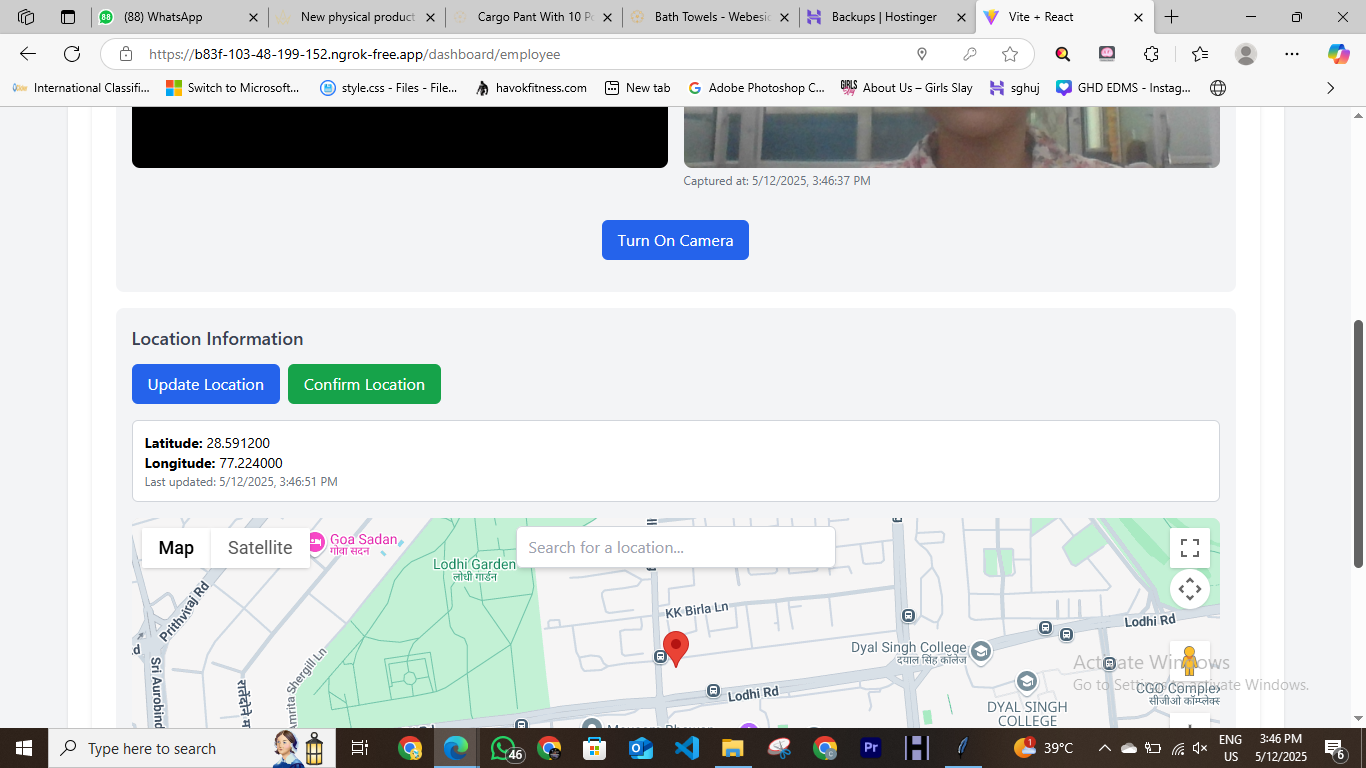 (88) WhatsApp
New physical product
Cargo Pant With 10 Po
Bath Towels - Webesic
Backups | Hostinger
Vite + React
https://b83f-103-48-199-152.ngrok-free.app/dashboard/employee
International Classifi...
Switch to Microsoft...
style.css - Files - File...
havokfitness.com
New tab
Adobe Photoshop C...
About Us – Girls Slay
sghuj
GHD EDMS - Instag...
Captured at: 5/12/2025, 3:46:37 PM
Turn On Camera
Location Information
Update Location
Confirm Location
Latitude: 28.591200
Longitude: 77.224000
Last updated: 5/12/2025, 3:46:51 PM
Map
Satellite
Goa Sadan
गोवा सदन
Search for a location...
Lodhi Garden
लोधी गार्डन
Prithviraj Rd
KK Birla Ln
Lodhi Rd
Dyal Singh College
दयाल सिंह कॉलेज
Amrita Shergill Ln
Sri Aurobind
Lodhi Rd
DYAL SINGH
COLLEGE
CGO Complex
सीजीओ कॉम्प्लेक्स
Activate Windows
Go to Settings to activate Windows.
Type here to search
46
Pr
1
39°C
ENG
US
3:46 PM
5/12/2025
6